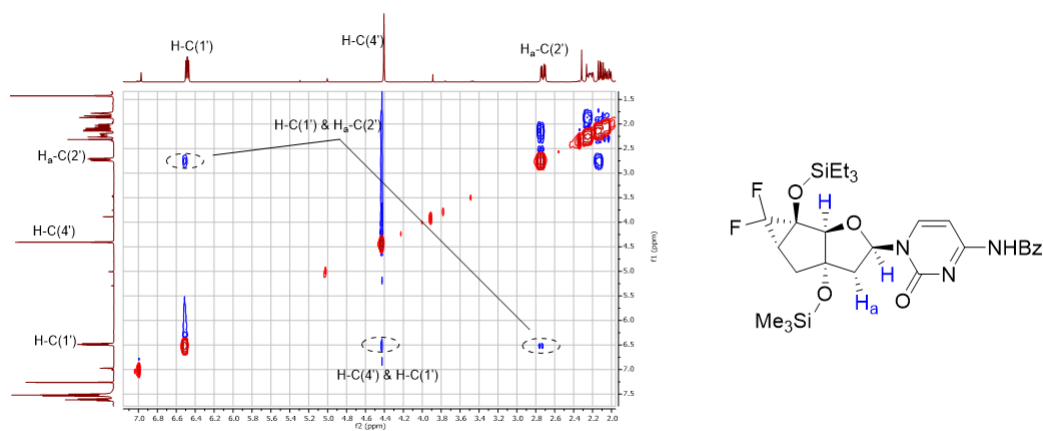 H-C(1')
H-C(4')
Ha-C(2')
H-C(1') & Ha-C(2')
Ha-C(2')
H-C(4')
H-C(1')
H-C(4') & H-C(1')
1.5
2.0
2.5
3.0
3.5
4.0
4.5
5.0
5.5
6.0
6.5
7.0
7.5
f1 (ppm)
7.0 6.8 6.6 6.4 6.2 6.0 5.8 5.6 5.4 5.2 5.0 4.8 4.6 4.4 4.2 4.0 3.8 3.6 3.4 3.2 3.0 2.8 2.6 2.4 2.2 2.0
f2 (ppm)
SiEt3
F
O
H
F
O
N
NHBz
H
O
N
O
Ha
Me3Si